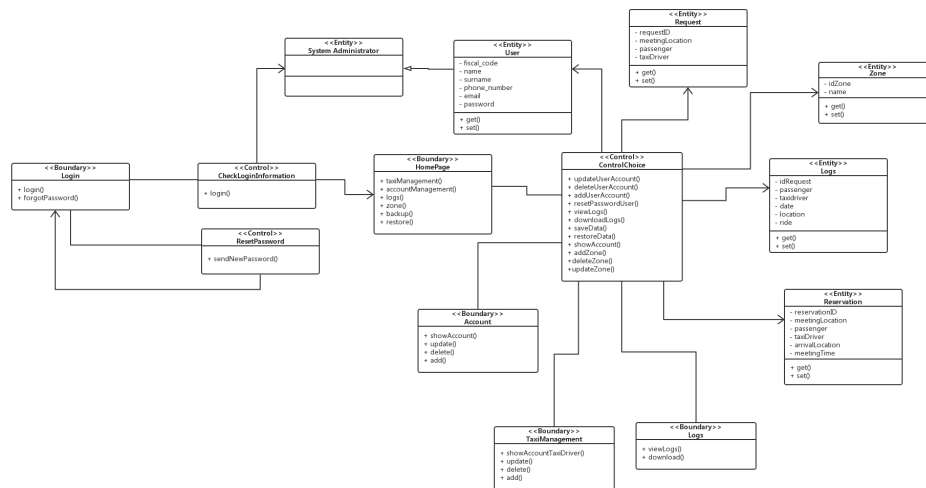 <<Entity>>
Request
- requestID
- meetingLocation
- passenger
- taxiDriver
+ get()
+ set()
<<Entity>>
System Administrator
<<Entity>>
User
- fiscal_code
- name
- surname
- phone_number
- email
- password
+ get()
+ set()
<<Entity>>
Zone
- idZone
- name
+ get()
+ set()
<<Boundary>>
Login
+ login()
+ forgotPassword()
<<Control>>
CheckLoginInformation
+ login()
<<Boundary>>
HomePage
+ taxiManagement()
+ accountManagement()
+ logs()
+ zone()
+ backup()
+ restore()
<<Control>>
ControlChoice
+ updateUserAccount()
+ deleteUserAccount()
+ addUserAccount()
+ resetPasswordUser()
+ viewLogs()
+ downloadLogs()
+ saveData()
+ restoreData()
+ showAccount()
+ addZone()
+deleteZone()
+updateZone()
<<Entity>>
Logs
- idRequest
- passenger
- taxidriver
- date
- location
- ride
+ get()
+ set()
<<Control>>
ResetPassword
+ sendNewPassword()
<<Entity>>
Reservation
- reservationID
- meetingLocation
- passenger
- taxiDriver
- arrivalLocation
- meetingTime
+ get()
+ set()
<<Boundary>>
Account
+ showAccount()
+ update()
+ delete()
+ add()
<<Boundary>>
TaxiManagement
+ showAccountTaxiDriver()
+ update()
+ delete()
+ add()
<<Boundary>>
Logs
+ viewLogs()
+ download()